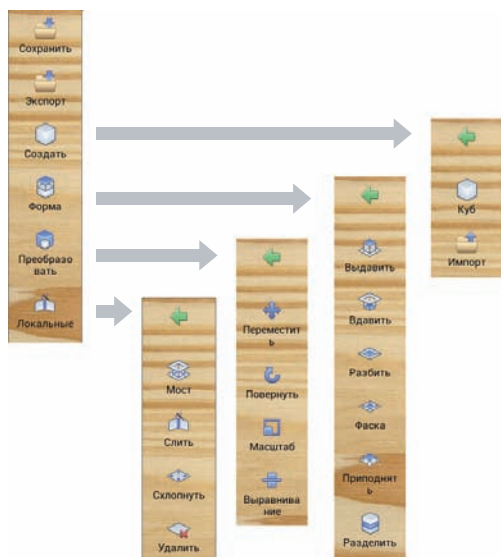 Сохранить
Экспорт
Создать
Форма
Преобразо
вать
Локальные
Мост
Слить
Схлопнуть
Удалить
Переместит
ь
Повернуть
Масштаб
Выравнива
ние
Выдавить
Вдавить
Разбить
Фаска
Приподнят
ь
Разделить
Куб
Импорт